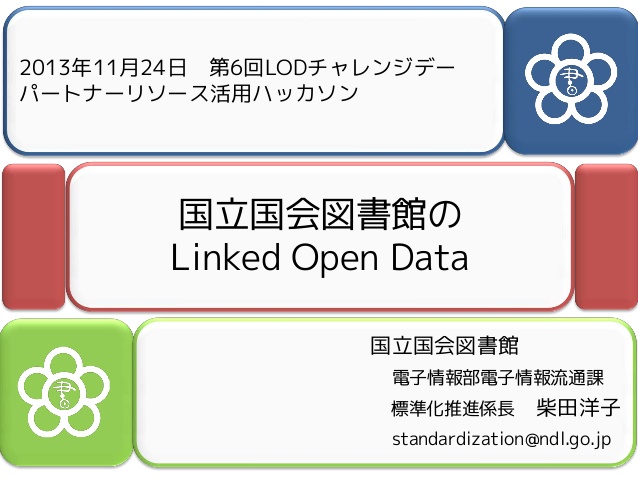 2013年11月24日　第6回LODチャレンジデー
パートナーリソース活用ハッカソン
国立国会図書館の
Linked Open Data
国立国会図書館
電子情報部電子情報流通課
標準化推進係長　柴田洋子
standardization@ndl.go.jp